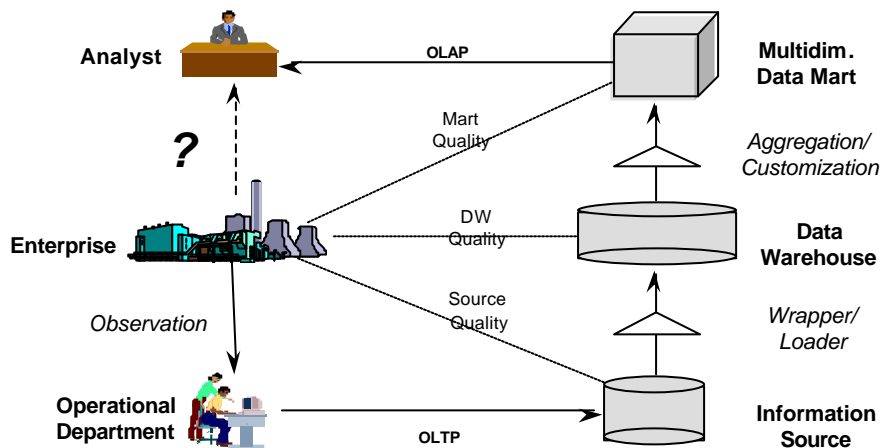 Analyst
OLAP
Multidim.
Data Mart
?
Mart
Quality
Aggregation/
Customization
Enterprise
DW
Quality
Data
Warehouse
Observation
Source
Quality
Wrapper/
Loader
Operational
Department
OLTP
Information
Source